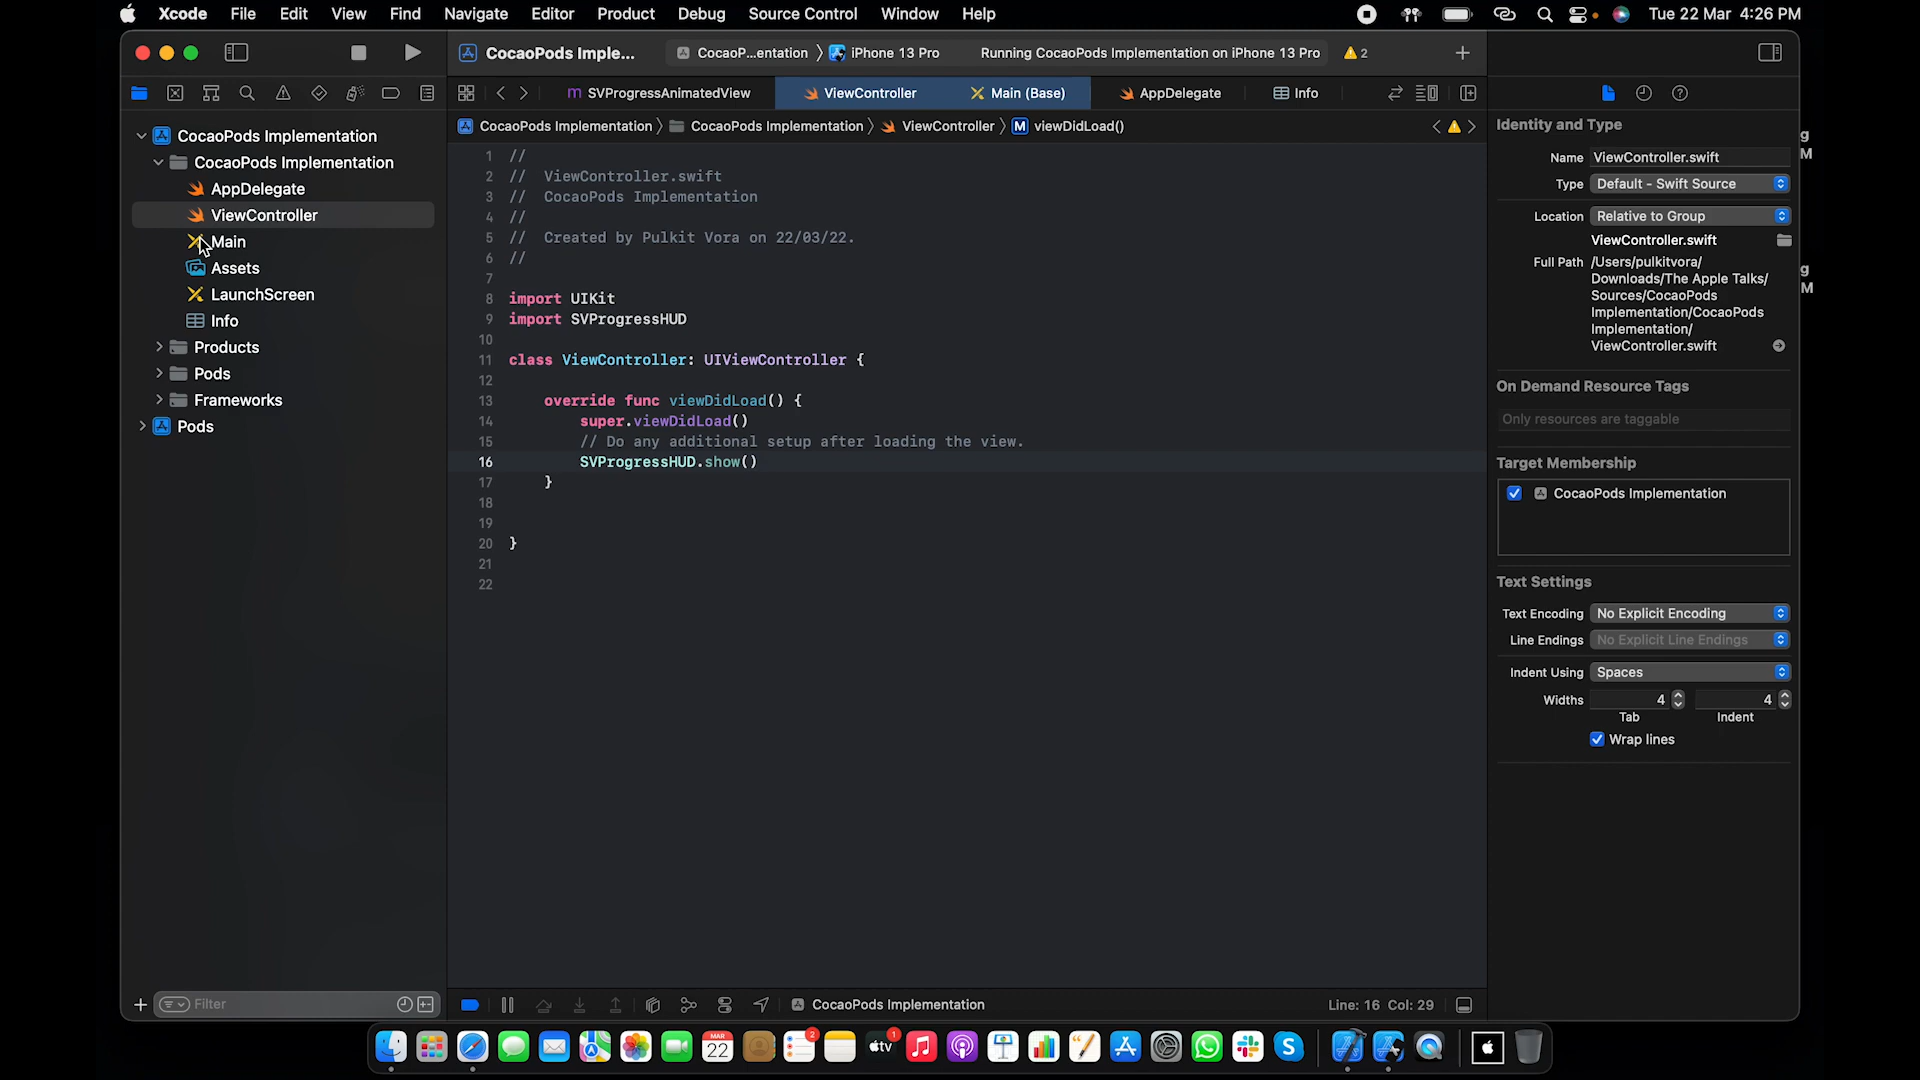 Xcode File Edit View Find Navigate Editor Product Debug Source Control Window Help Tue 22 Mar 4:26 PM
CocaoPods Imple... CocaoP...entation iPhone 13 Pro Running CocaoPods Implementation on iPhone 13 Pro 2
SVProgressAnimatedView ViewController Main (Base) AppDelegate Info
CocaoPods Implementation CocaoPods Implementation ViewController M viewDidLoad()
CocaoPods Implementation
CocaoPods Implementation
AppDelegate
ViewController
Main
Assets
LaunchScreen
Info
Products
Pods
Frameworks
Pods
Filter
1 //
2 // ViewController.swift
3 // CocaoPods Implementation
4 //
5 // Created by Pulkit Vora on 22/03/22.
6 //
7
8 import UIKit
9 import SVProgressHUD
10
11 class ViewController: UIViewController {
12
13 override func viewDidLoad() {
14 super.viewDidLoad()
15 // Do any additional setup after loading the view.
16 SVProgressHUD.show()
17 }
18
19
20 }
21
22
CocaoPods Implementation Line: 16 Col: 29
Identity and Type
Name ViewController.swift
Type Default - Swift Source
Location Relative to Group
ViewController.swift
Full Path /Users/pulkitvora/
Downloads/The Apple Talks/
Sources/CocaoPods
Implementation/CocaoPods
Implementation/
ViewController.swift
On Demand Resource Tags
Only resources are taggable
Target Membership
CocaoPods Implementation
Text Settings
Text Encoding No Explicit Encoding
Line Endings No Explicit Line Endings
Indent Using Spaces
Widths 4 4
Tab Indent
Wrap lines
g
M
g
M
MAR
22
2
tv
1